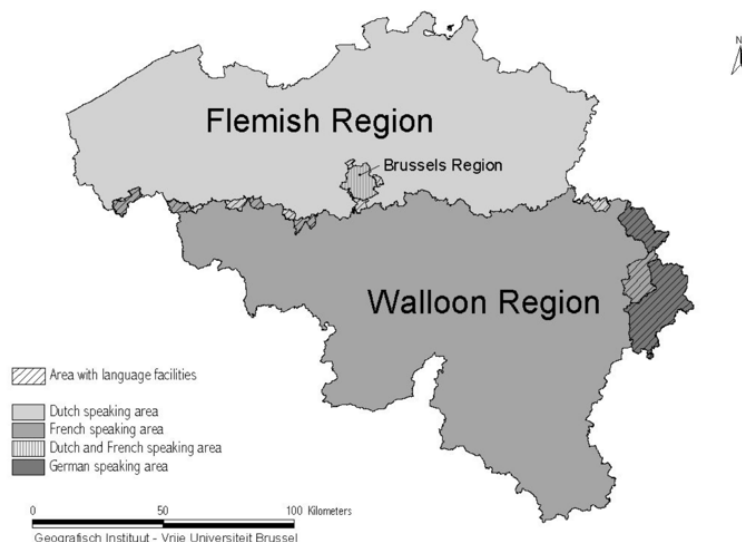 N
Flemish Region
Brussels Region
Walloon Region
Area with language facilities
Dutch speaking area
French speaking area
Dutch and French speaking area
German speaking area
0 50 100 Kilometers
Geografisch Instituut - Vrije Universiteit Brussel